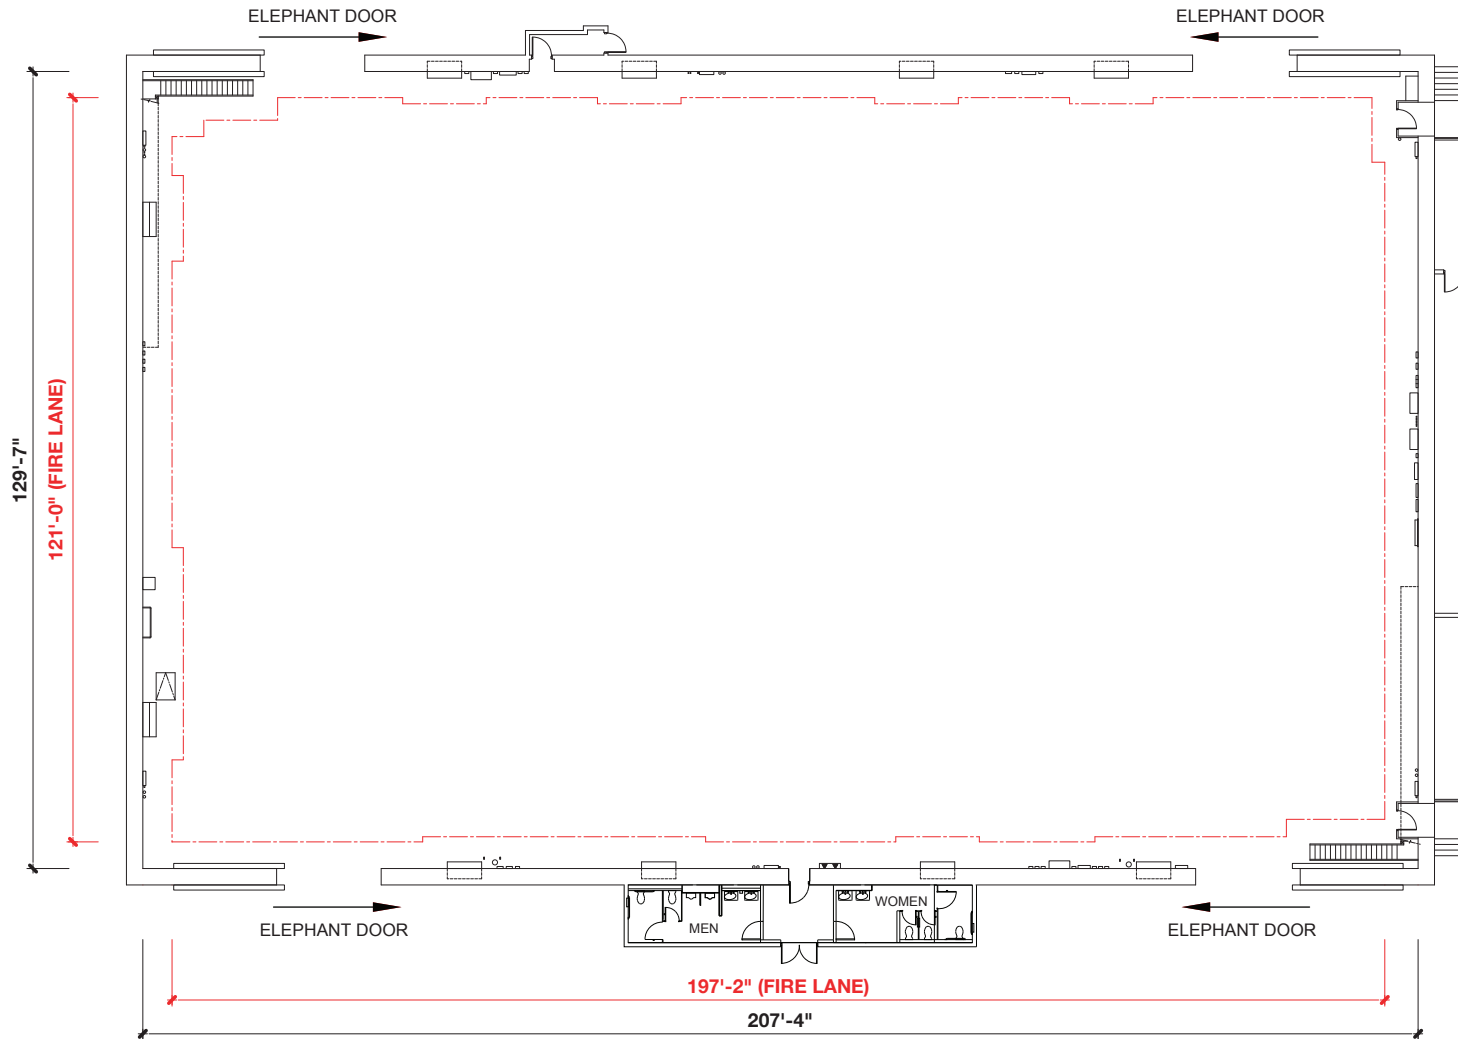 ELEPHANT DOOR
ELEPHANT DOOR
129'-7"
121'-0" (FIRE LANE)
MEN
WOMEN
ELEPHANT DOOR
ELEPHANT DOOR
197'-2" (FIRE LANE)
207'-4"